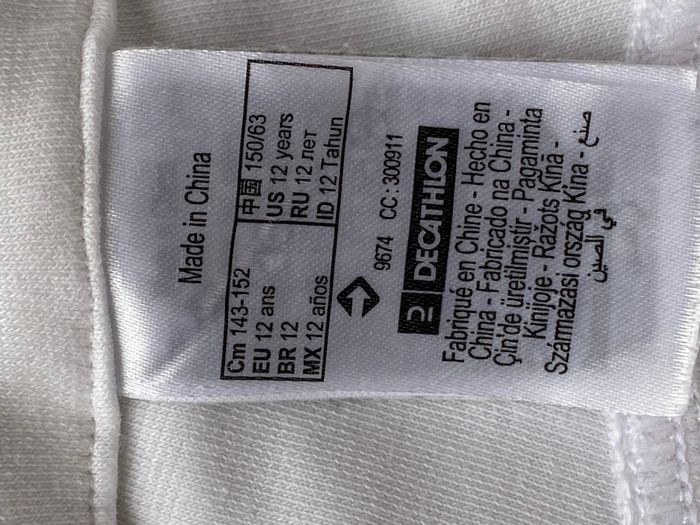 Made in China
Cm 143-152 中國 150/63
EU 12 ans US 12 years
BR 12 RU 12 лет
MX 12 años ID 12 Tahun
9674 CC : 300911
DECATHLON
Fabriqué en Chine - Hecho en
China - Fabricado na China -
Çin'de üretilmiştir - Pagaminta
Kinijoje - Ražots Ķīnā -
Származási ország Kína - صنع
في الصين